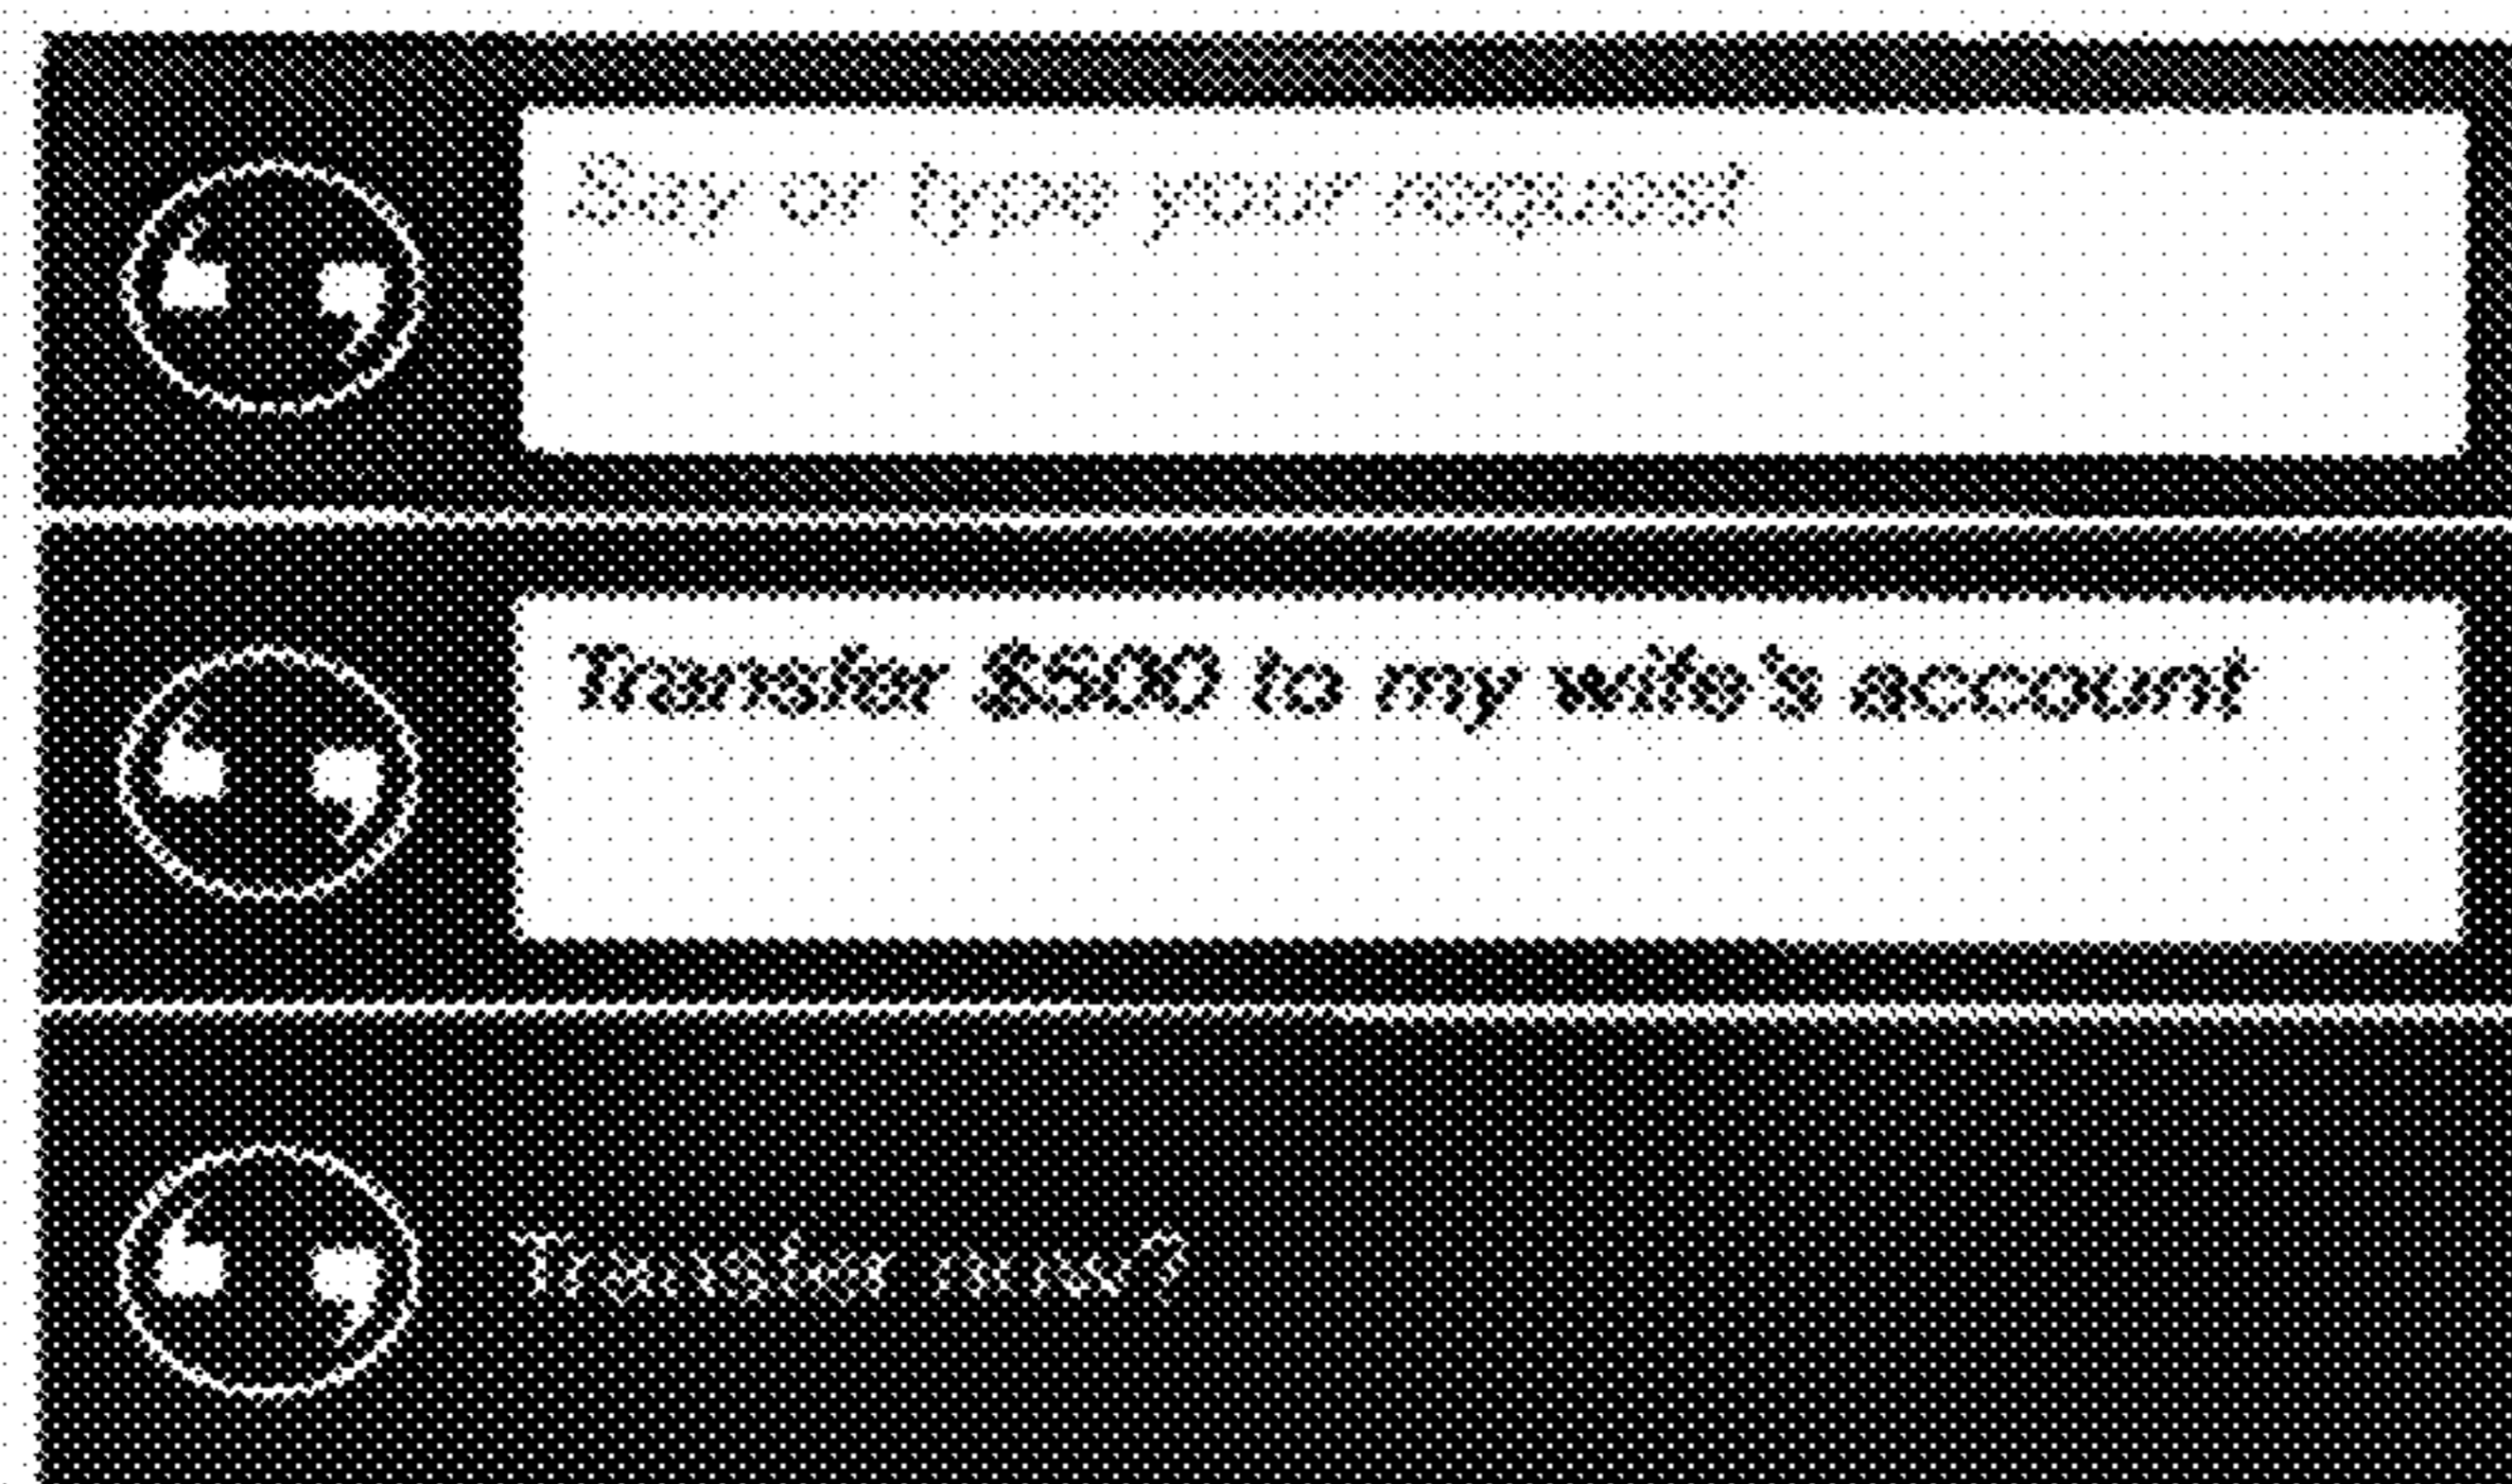 Say or type your request
Transfer $500 to my wife's account
Transfer now?